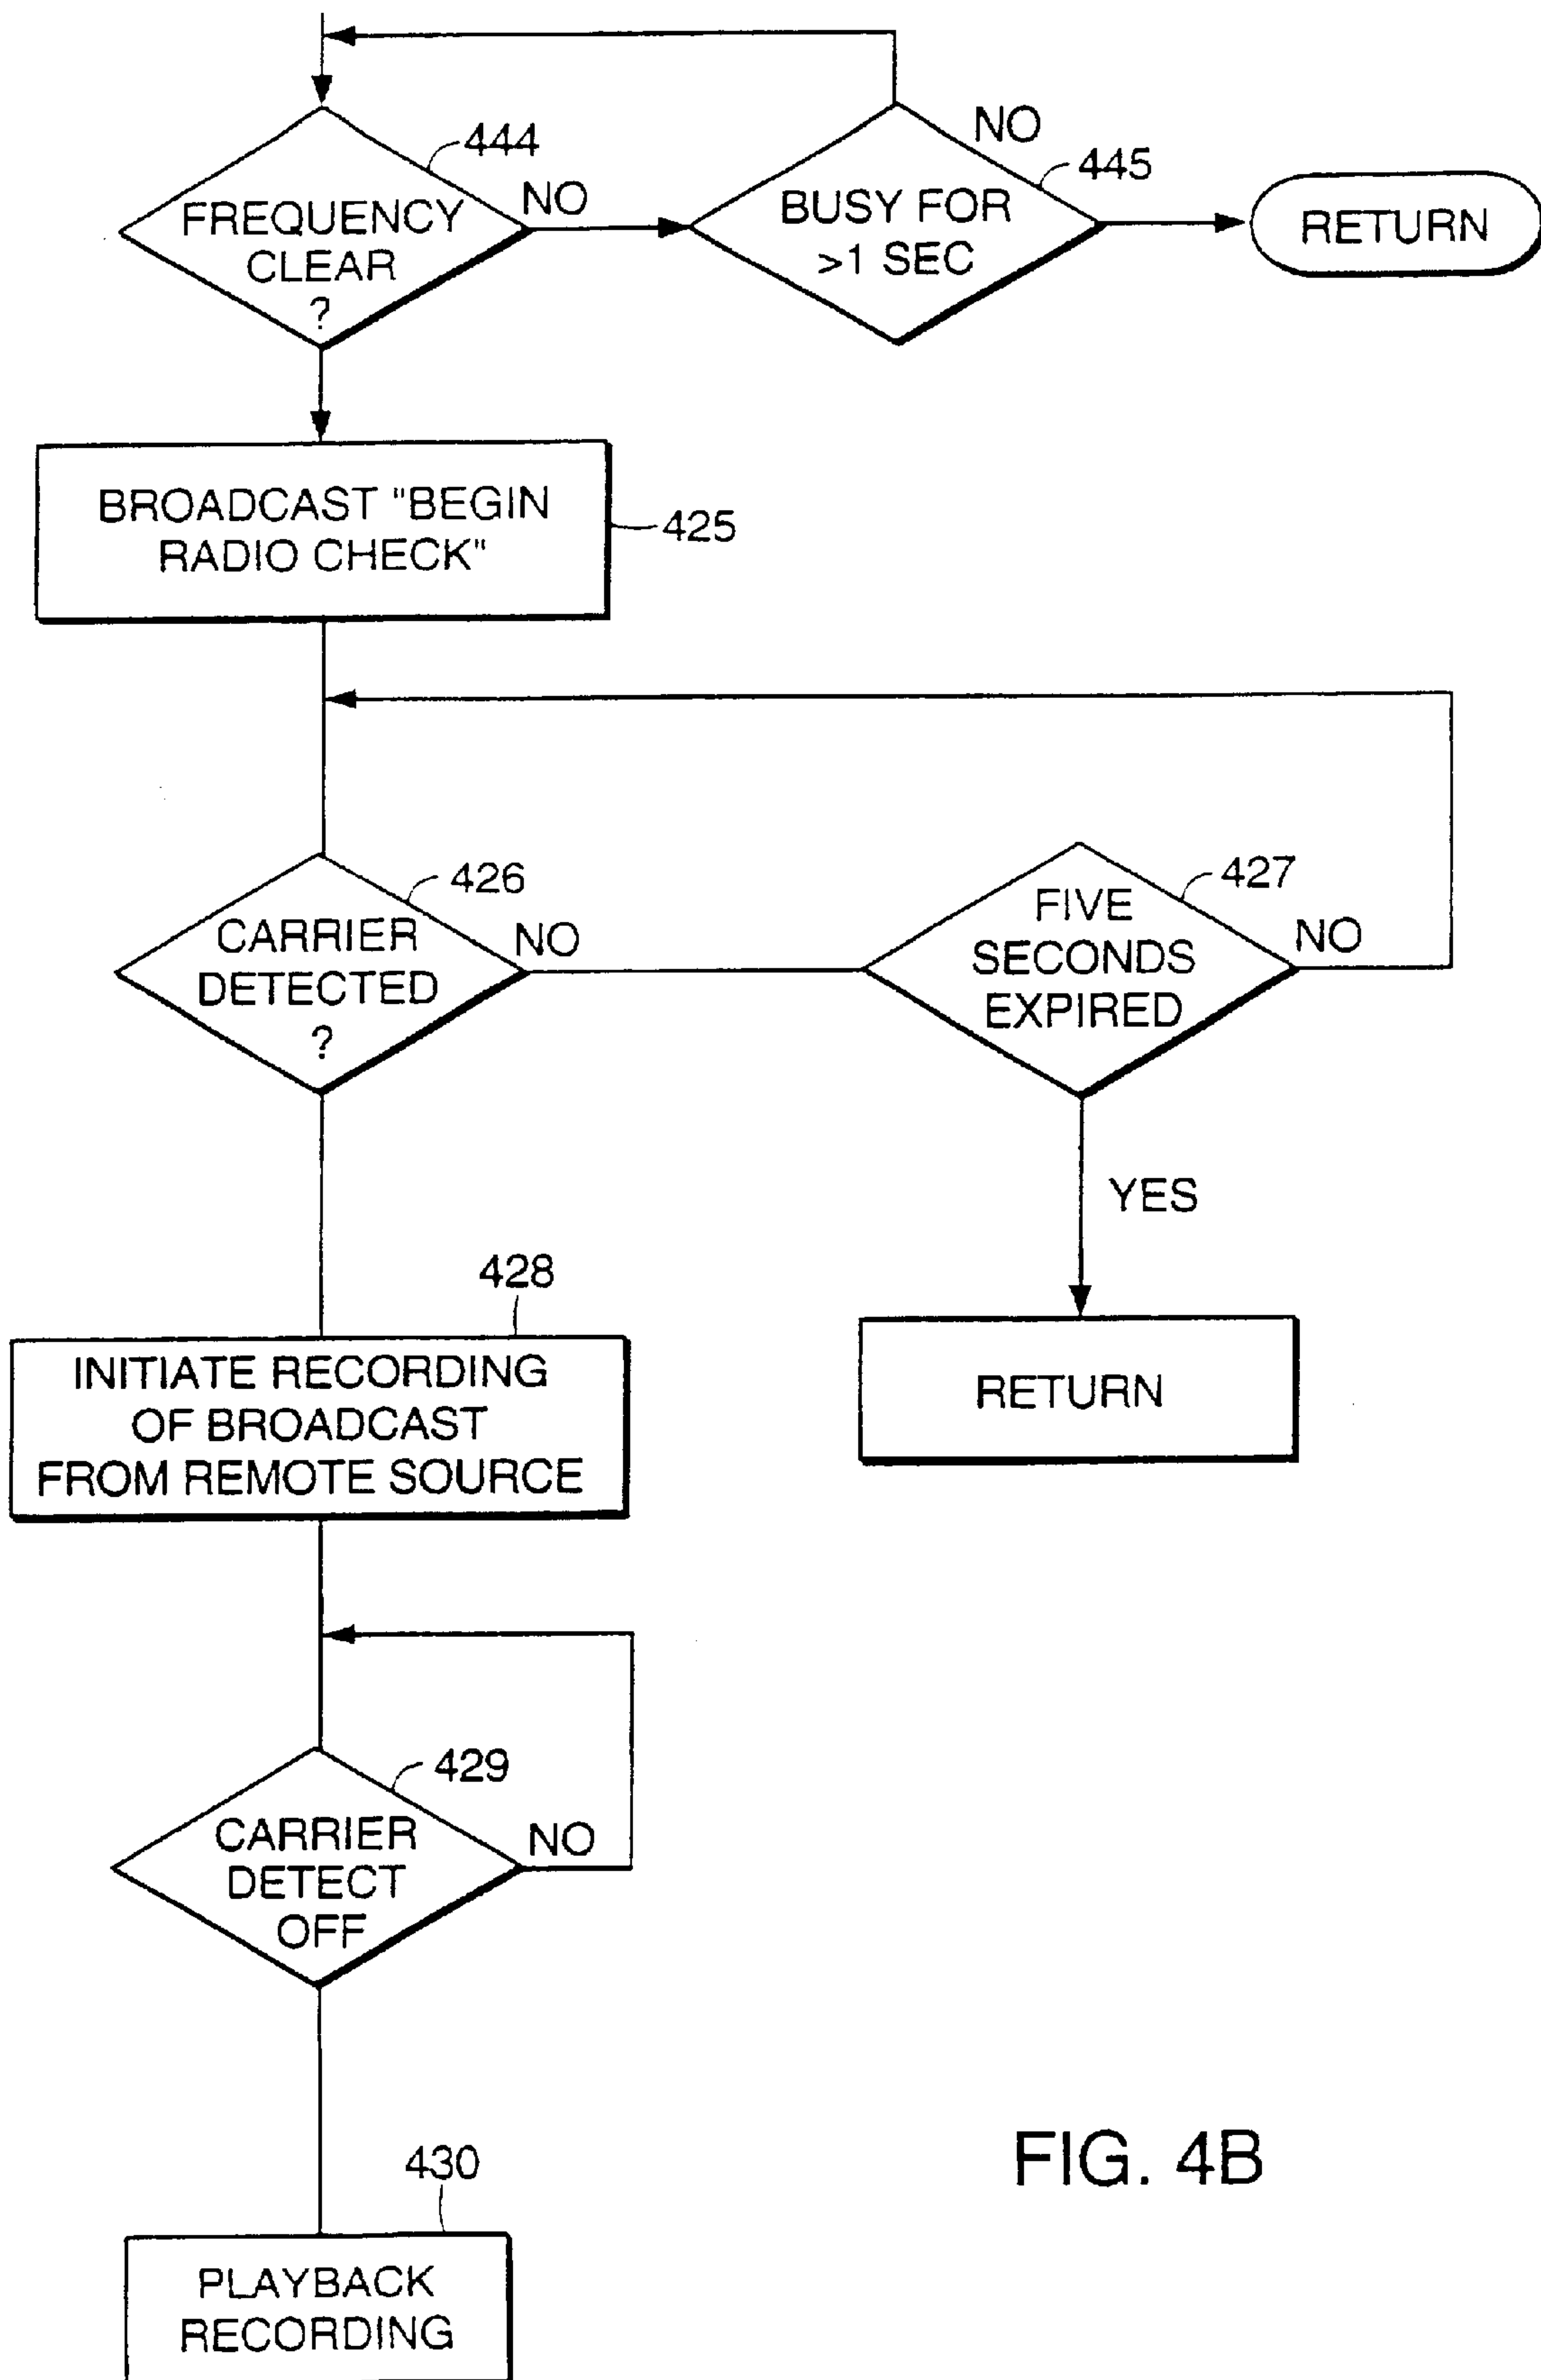 444
FREQUENCY
CLEAR
?
NO
NO
445
BUSY FOR
>1 SEC
RETURN
BROADCAST "BEGIN
RADIO CHECK"
425
426
CARRIER
DETECTED
?
NO
427
FIVE
SECONDS
EXPIRED
NO
YES
RETURN
428
INITIATE RECORDING
OF BROADCAST
FROM REMOTE SOURCE
429
CARRIER
DETECT
OFF
NO
430
PLAYBACK
RECORDING
FIG. 4B